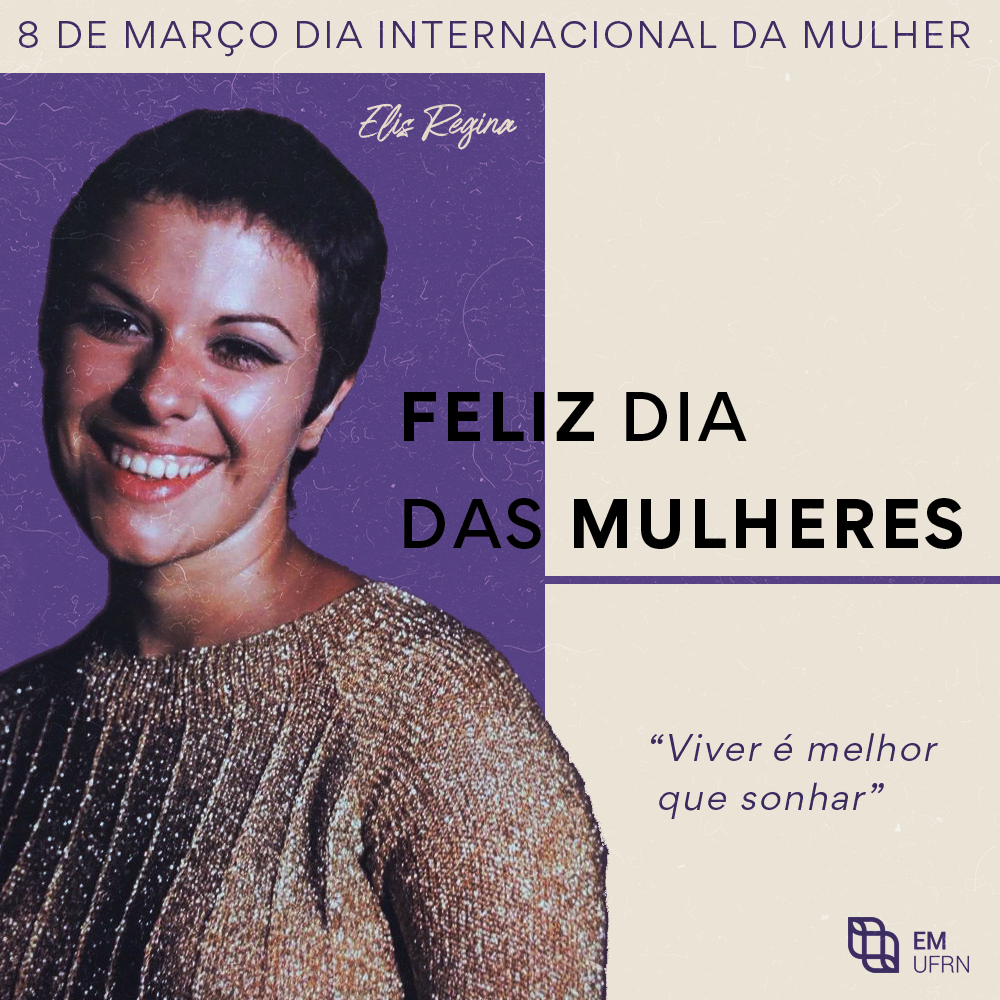 8 DE MARÇO DIA INTERNACIONAL DA MULHER
Elis Regina
FELIZ DIA
DAS MULHERES
“Viver é melhor
que sonhar”
EM
UFRN